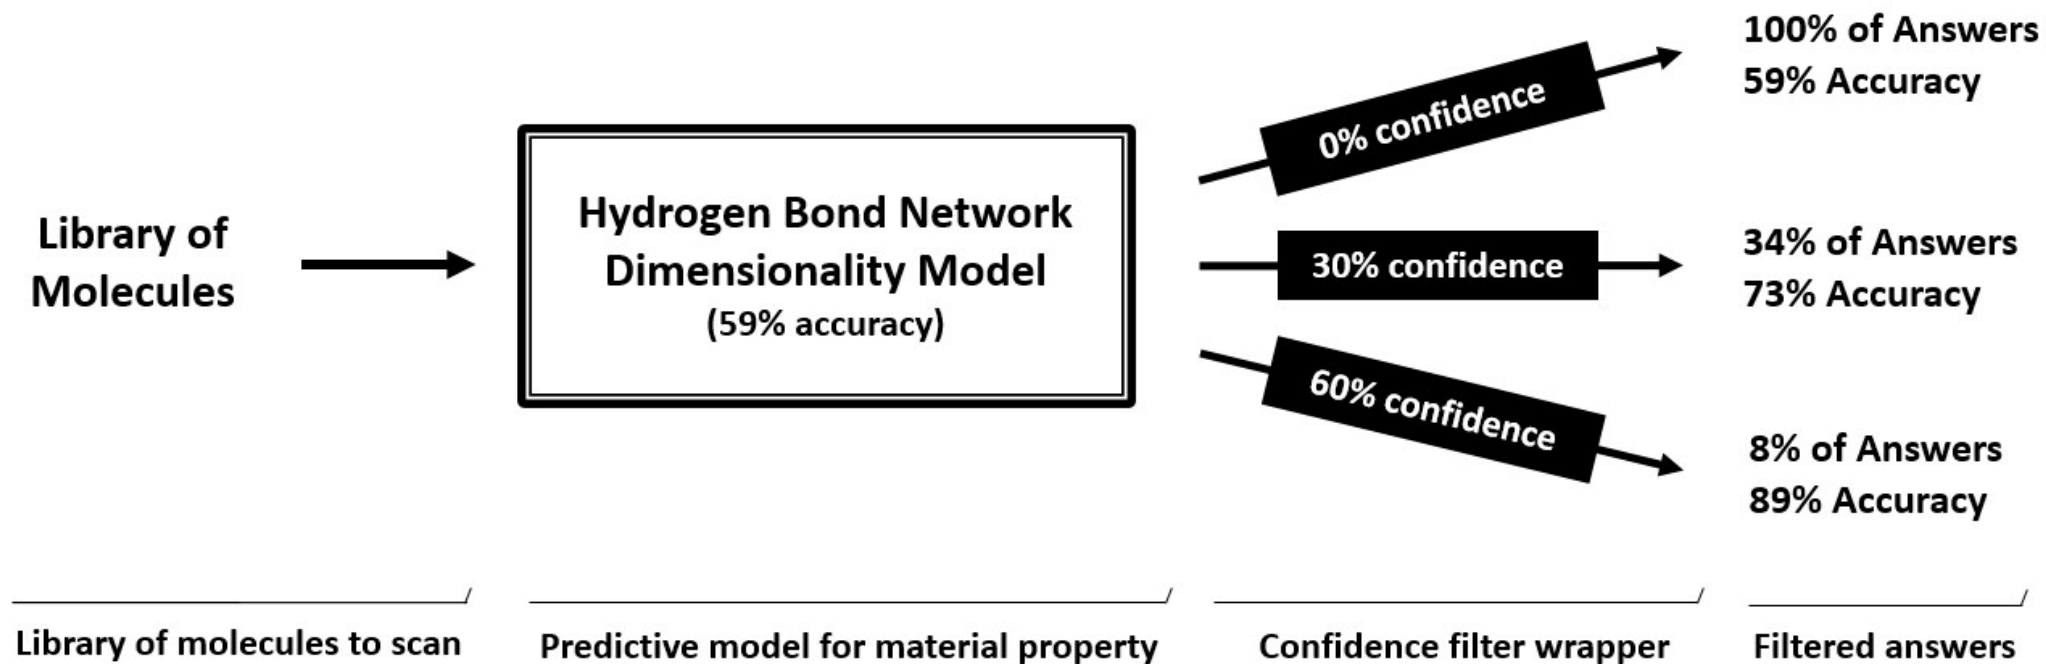 Library of
Molecules
Hydrogen Bond Network
Dimensionality Model
(59% accuracy)
0% confidence
30% confidence
60% confidence
100% of Answers
59% Accuracy
34% of Answers
73% Accuracy
8% of Answers
89% Accuracy
Library of molecules to scan
Predictive model for material property
Confidence filter wrapper
Filtered answers